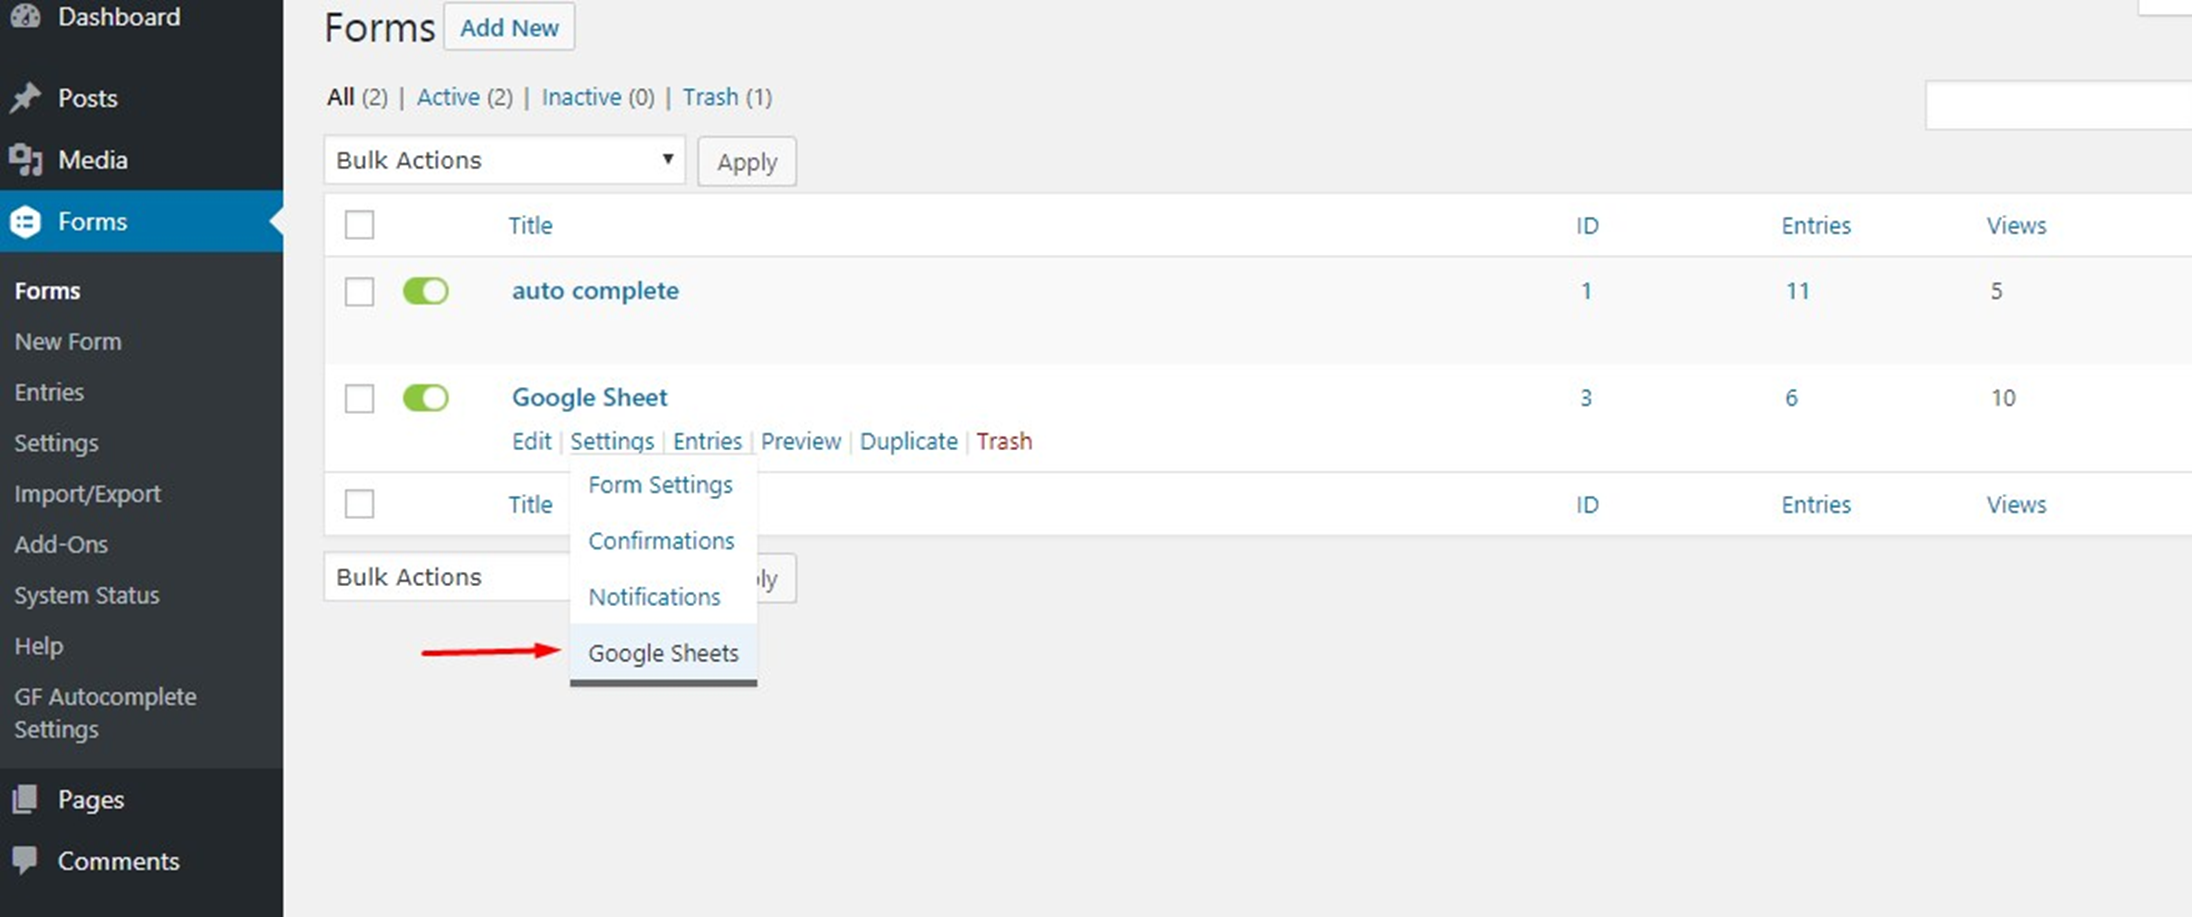 Dashboard
Posts
Media
Forms
Forms
New Form
Entries
Settings
Import/Export
Add-Ons
System Status
Help
GF Autocomplete
Settings
Pages
Comments
Forms Add New
All (2) | Active (2) | Inactive (0) | Trash (1)
Bulk Actions Apply
Title ID Entries Views
auto complete 1 11 5
Google Sheet 3 6 10
Edit | Settings | Entries | Preview | Duplicate | Trash
Form Settings
Confirmations
Notifications
Google Sheets
Title ID Entries Views
Bulk Actions